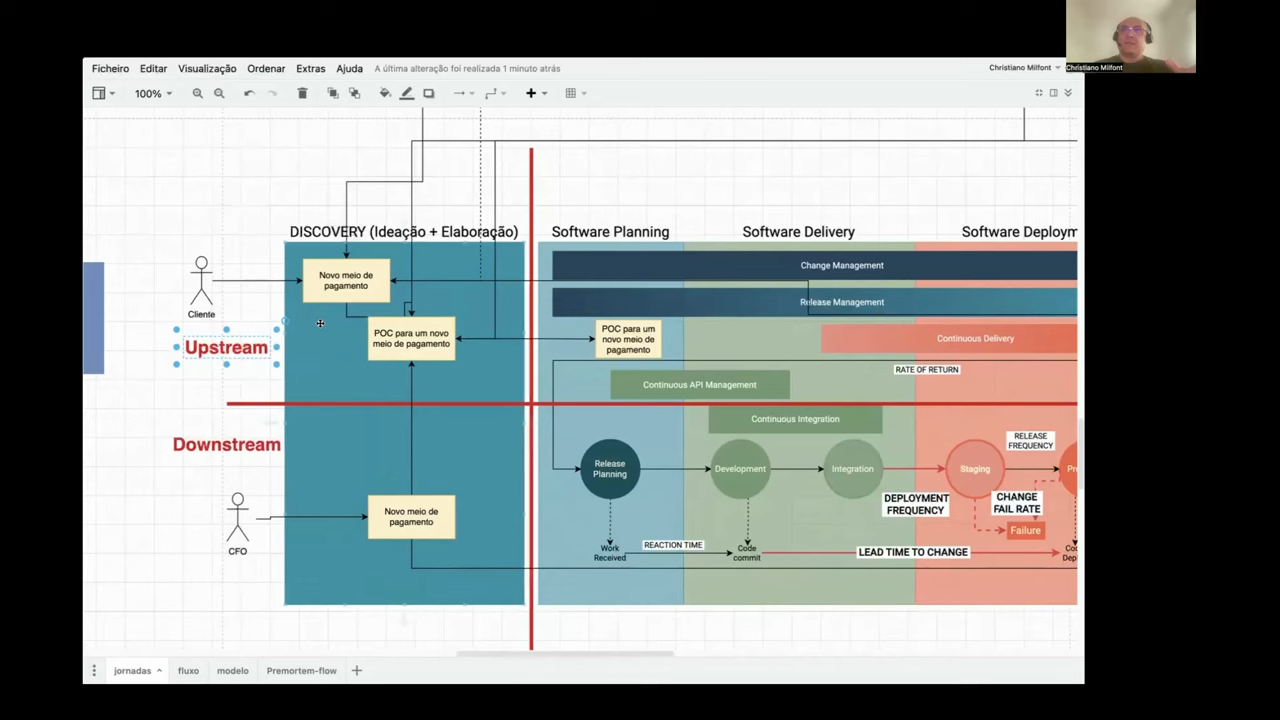 Christiano Milfont
Ficheiro Editar Visualização Ordenar Extras Ajuda A última alteração foi realizada 1 minuto atrás
Christiano Milfont
100%
DISCOVERY (Ideação + Elaboração)
Software Planning
Software Delivery
Software Deploym
Cliente
Novo meio de
pagamento
POC para um novo
meio de pagamento
Upstream
Downstream
CFO
Novo meio de
pagamento
Change Management
Release Management
POC para um
novo meio de
pagamento
Continuous Delivery
RATE OF RETURN
Continuous API Management
Continuous Integration
Release
Planning
Development
Integration
Staging
RELEASE
FREQUENCY
Pr
DEPLOYMENT
FREQUENCY
CHANGE
FAIL RATE
Failure
Work
Received
REACTION TIME
Code
commit
LEAD TIME TO CHANGE
Co
Depl
jornadas fluxo modelo Premortem-flow